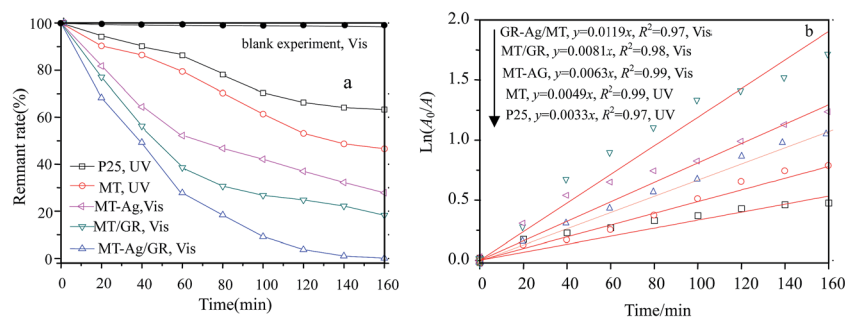 100
80
60
40
20
0
Remnant rate(%)
blank experiment, Vis
a
P25, UV
MT, UV
MT-Ag,Vis
MT/GR, Vis
MT-Ag/GR, Vis
0 20 40 60 80 100 120 140 160
Time(min)
2.0
1.5
1.0
0.5
0.0
Ln(A0/A)
b
GR-Ag/MT, y=0.0119x, R²=0.97, Vis
MT/GR, y=0.0081x, R²=0.98, Vis
MT-AG, y=0.0063x, R²=0.99, Vis
MT, y=0.0049x, R²=0.99, UV
P25, y=0.0033x, R²=0.97, UV
0 20 40 60 80 100 120 140 160
Time/min